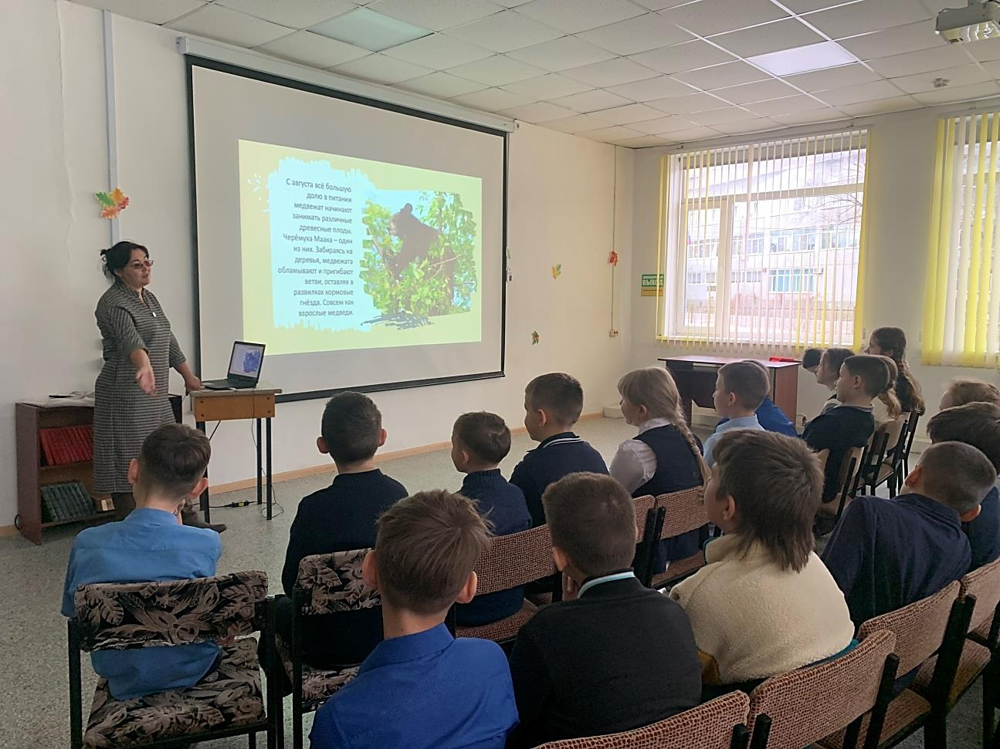 С августа всё большую
долю в питании
медвежат начинают
занимать различные
древесные плоды.
Черёмуха Маака – один
из них. Забираясь на
деревья, медвежата
обламывают и пригибают
ветви, оставляя в
развилках кормовые
гнёзда. Совсем как
взрослые медведи.
ВЫХОД